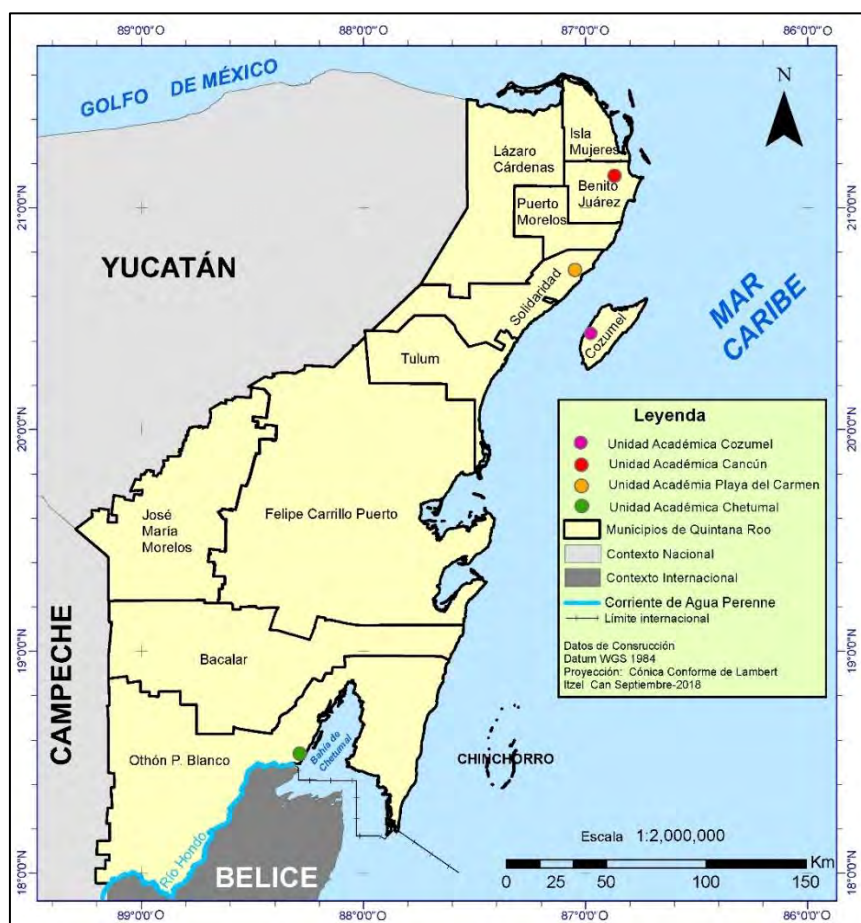 89°0'0"O
88°0'0"O
87°0'0"O
86°0'0"O
GOLFO DE MÉXICO
N
Isla
Mujeres
Lázaro
Cárdenas
Benito
Juárez
Puerto
Morelos
21°0'0"N
21°0'0"N
YUCATÁN
Solidaridad
MAR
CARIBE
Cozumel
Tulum
20°0'0"N
20°0'0"N
Leyenda
Unidad Académica Cozumel
Unidad Académica Cancún
Unidad Académia Playa del Carmen
Unidad Académica Chetumal
Municipios de Quintana Roo
Contexto Nacional
Contexto Internacional
Corriente de Agua Perenne
Límite internacional
Datos de Consrucción
Datum WGS 1984
Proyección: Cónica Conforme de Lambert
Itzel Can Septiembre-2018
José
María
Morelos
Felipe Carrillo Puerto
19°0'0"N
19°0'0"N
Bacalar
CAMPECHE
Othón P. Blanco
Bahía de
Chetumal
CHINCHORRO
Río Hondo
BELICE
Escala 1:2,000,000
Km
0 25 50 100 150
18°0'0"N
18°0'0"N
89°0'0"O
88°0'0"O
87°0'0"O
86°0'0"O